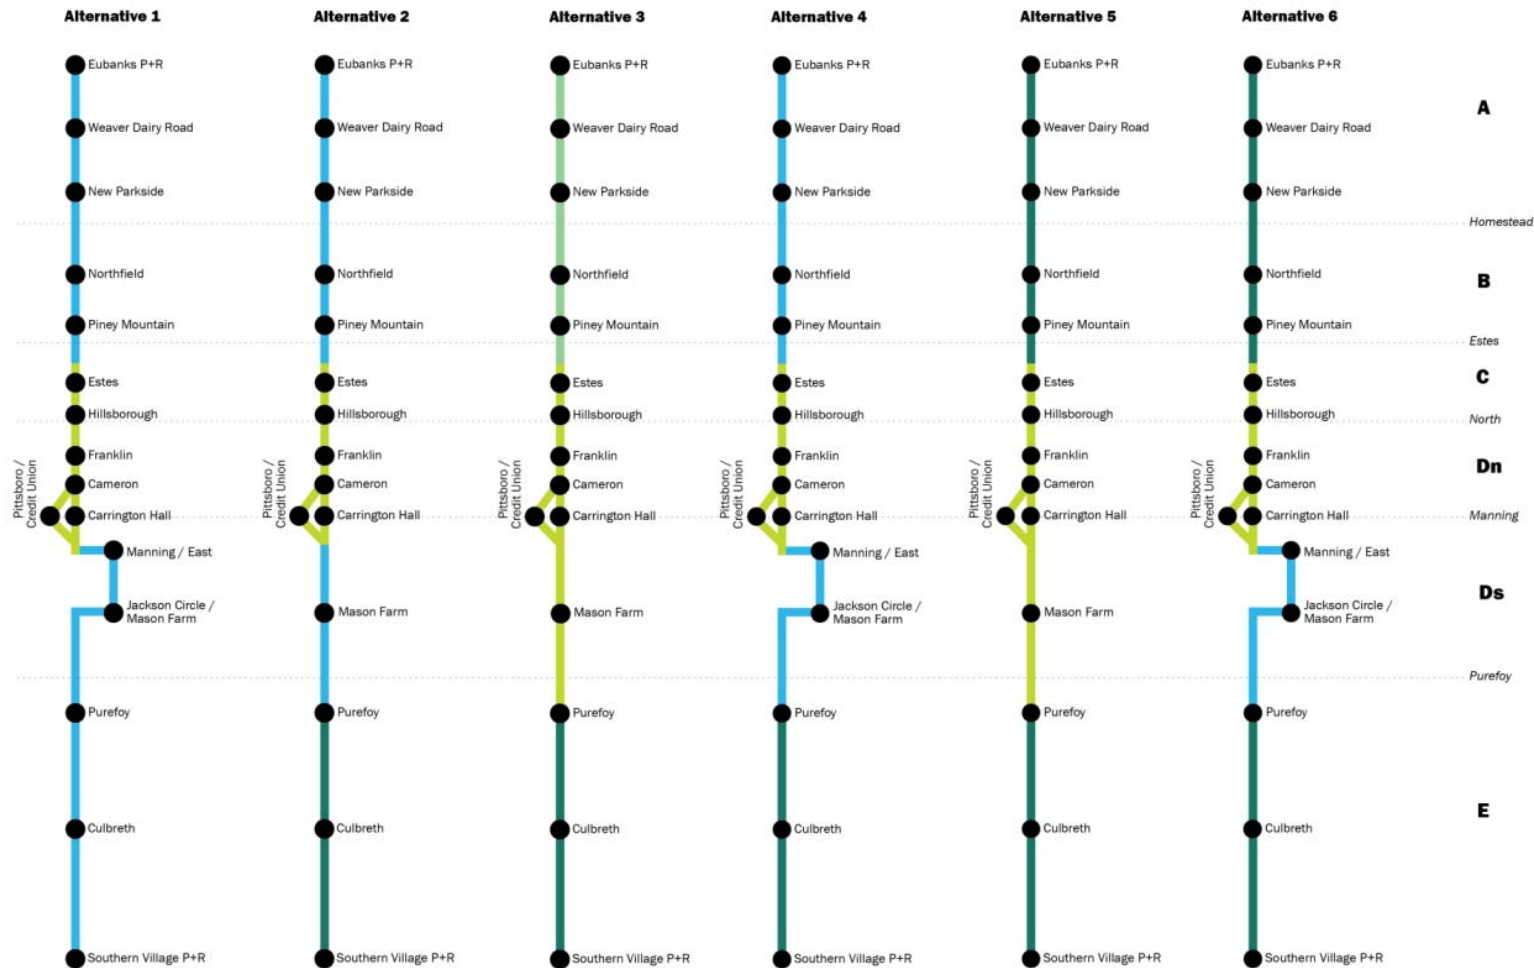 Alternative 1
Alternative 2
Alternative 3
Alternative 4
Alternative 5
Alternative 6
Eubanks P+R
Eubanks P+R
Eubanks P+R
Eubanks P+R
Eubanks P+R
Eubanks P+R
A
Weaver Dairy Road
Weaver Dairy Road
Weaver Dairy Road
Weaver Dairy Road
Weaver Dairy Road
Weaver Dairy Road
New Parkside
New Parkside
New Parkside
New Parkside
New Parkside
New Parkside
Homestead
Northfield
Northfield
Northfield
Northfield
Northfield
Northfield
B
Piney Mountain
Piney Mountain
Piney Mountain
Piney Mountain
Piney Mountain
Piney Mountain
Estes
Estes
Estes
Estes
Estes
Estes
Estes
C
Hillsborough
Hillsborough
Hillsborough
Hillsborough
Hillsborough
Hillsborough
North
Franklin
Franklin
Franklin
Franklin
Franklin
Franklin
Dn
Pittsboro /
Credit Union
Cameron
Pittsboro /
Credit Union
Cameron
Pittsboro /
Credit Union
Cameron
Pittsboro /
Credit Union
Cameron
Pittsboro /
Credit Union
Cameron
Pittsboro /
Credit Union
Cameron
Carrington Hall
Carrington Hall
Carrington Hall
Carrington Hall
Carrington Hall
Carrington Hall
Manning
Manning / East
Manning / East
Manning / East
Ds
Jackson Circle /
Mason Farm
Mason Farm
Mason Farm
Jackson Circle /
Mason Farm
Mason Farm
Jackson Circle /
Mason Farm
Purefoy
Purefoy
Purefoy
Purefoy
Purefoy
Purefoy
Purefoy
E
Culbreth
Culbreth
Culbreth
Culbreth
Culbreth
Culbreth
Southern Village P+R
Southern Village P+R
Southern Village P+R
Southern Village P+R
Southern Village P+R
Southern Village P+R